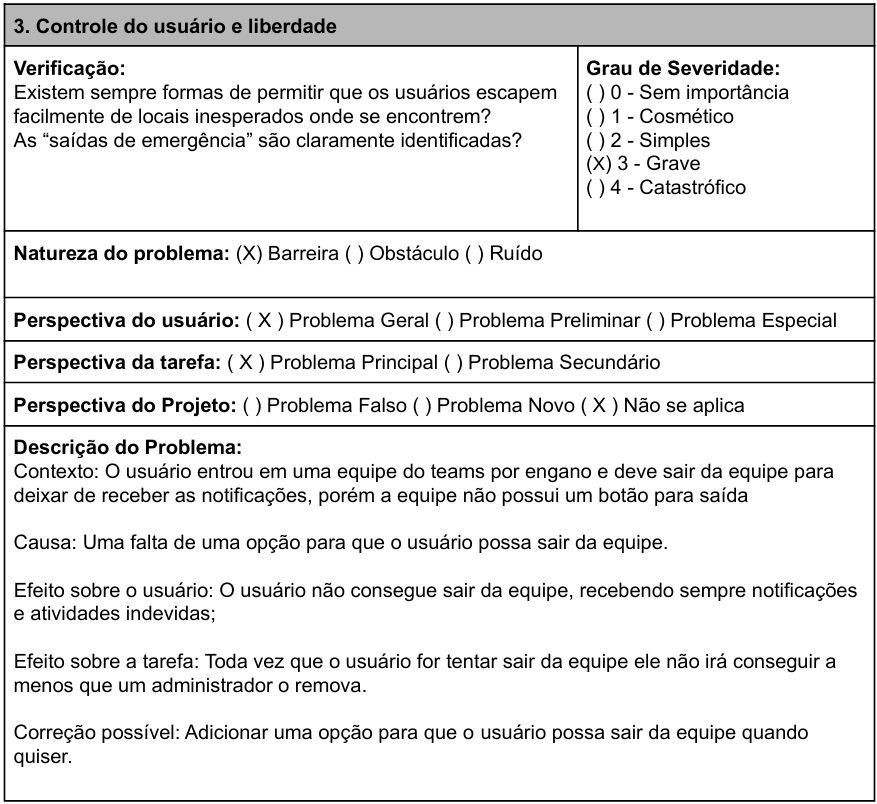 3. Controle do usuário e liberdade
Verificação:
Existem sempre formas de permitir que os usuários escapem
facilmente de locais inesperados onde se encontrem?
As “saídas de emergência” são claramente identificadas?
Grau de Severidade:
( ) 0 - Sem importância
( ) 1 - Cosmético
( ) 2 - Simples
(X) 3 - Grave
( ) 4 - Catastrófico
Natureza do problema: (X) Barreira ( ) Obstáculo ( ) Ruído
Perspectiva do usuário: ( X ) Problema Geral ( ) Problema Preliminar ( ) Problema Especial
Perspectiva da tarefa: ( X ) Problema Principal ( ) Problema Secundário
Perspectiva do Projeto: ( ) Problema Falso ( ) Problema Novo ( X ) Não se aplica
Descrição do Problema:
Contexto: O usuário entrou em uma equipe do teams por engano e deve sair da equipe para
deixar de receber as notificações, porém a equipe não possui um botão para saída
Causa: Uma falta de uma opção para que o usuário possa sair da equipe.
Efeito sobre o usuário: O usuário não consegue sair da equipe, recebendo sempre notificações
e atividades indevidas;
Efeito sobre a tarefa: Toda vez que o usuário for tentar sair da equipe ele não irá conseguir a
menos que um administrador o remova.
Correção possível: Adicionar uma opção para que o usuário possa sair da equipe quando
quiser.